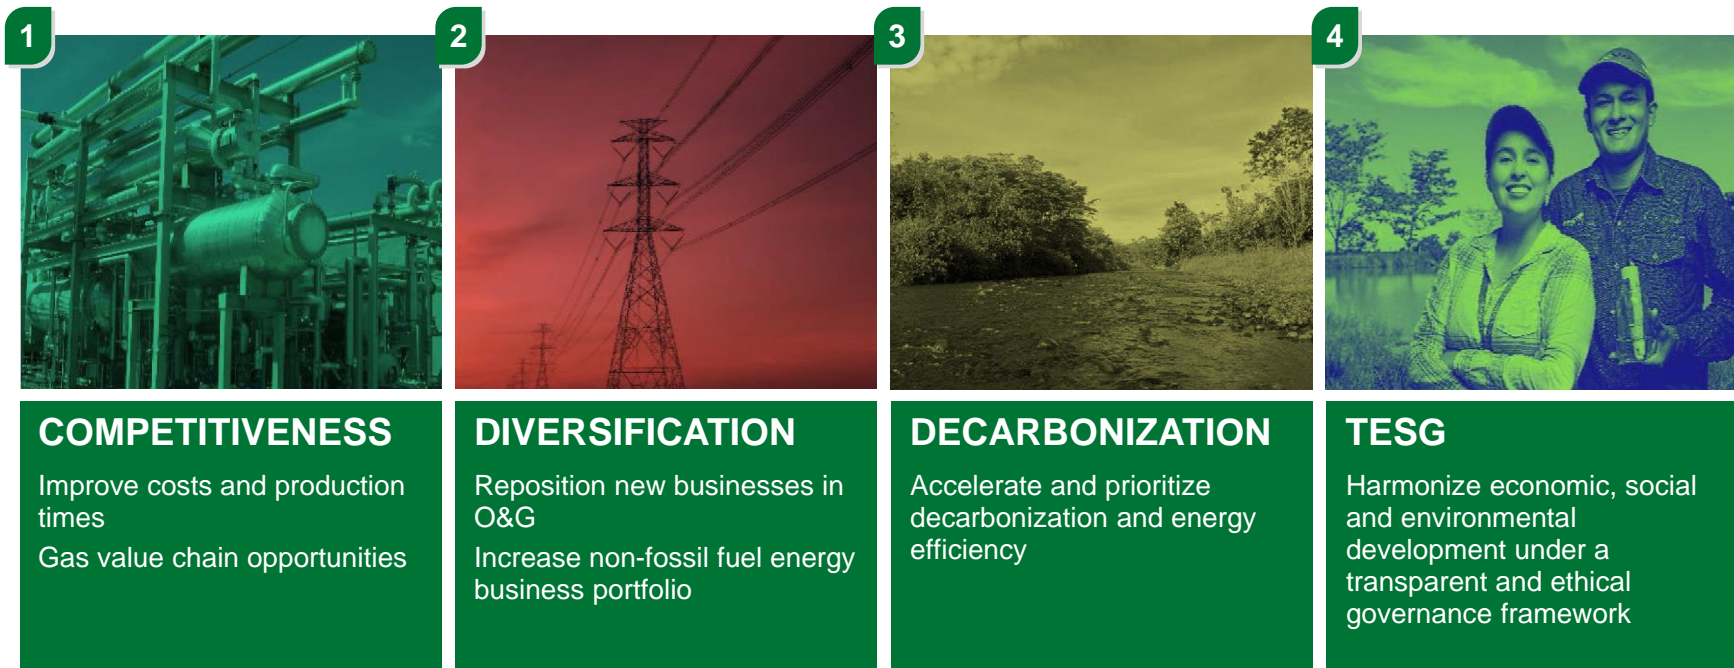 1
COMPETITIVENESS
Improve costs and production
times
Gas value chain opportunities
2
DIVERSIFICATION
Reposition new businesses in
O&G
Increase non-fossil fuel energy
business portfolio
3
DECARBONIZATION
Accelerate and prioritize
decarbonization and energy
efficiency
4
TESG
Harmonize economic, social
and environmental
development under a
transparent and ethical
governance framework